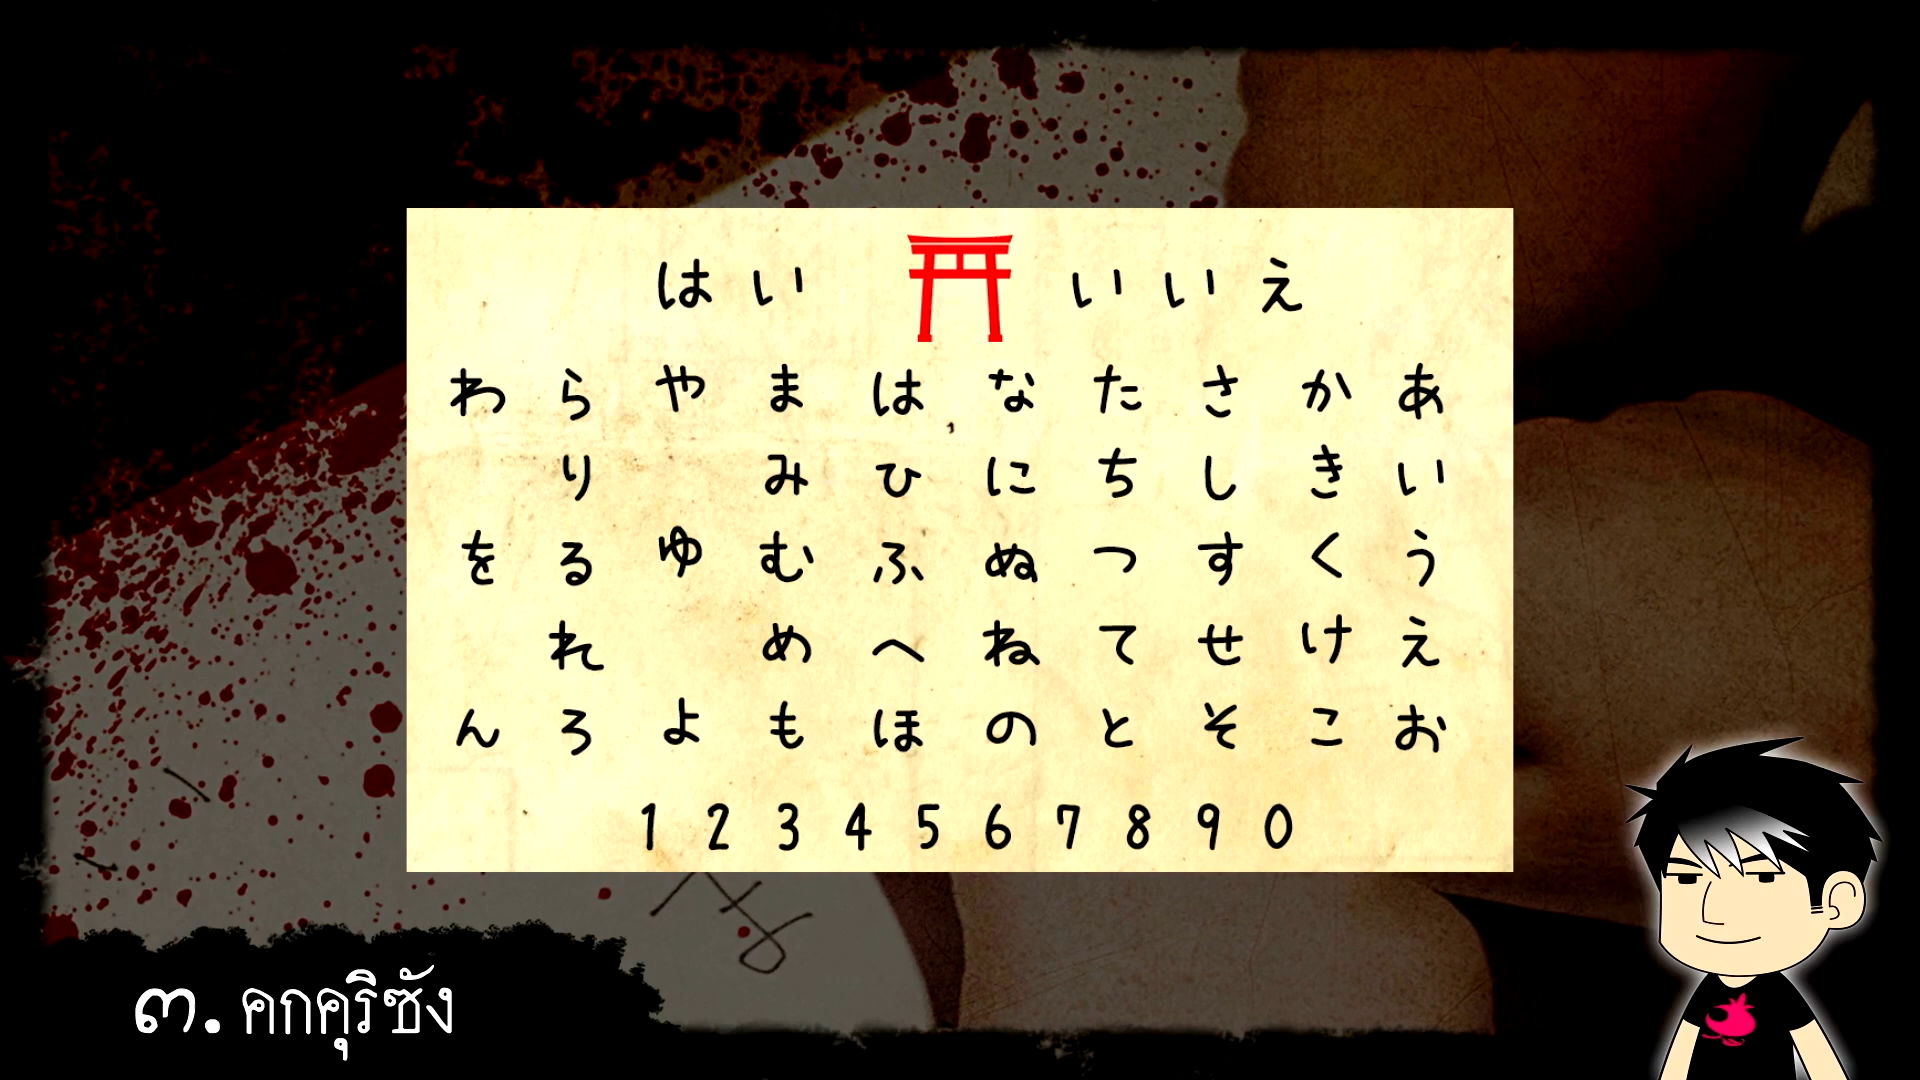 はい いいえ
わ ら や ま は な た さ か あ
り み ひ に ち し き い
を る ゆ む ふ ぬ つ す く う
れ め へ ね て せ け え
ん ろ よ も ほ の と そ こ お
1 2 3 4 5 6 7 8 9 0
๓. คกคุริซัง